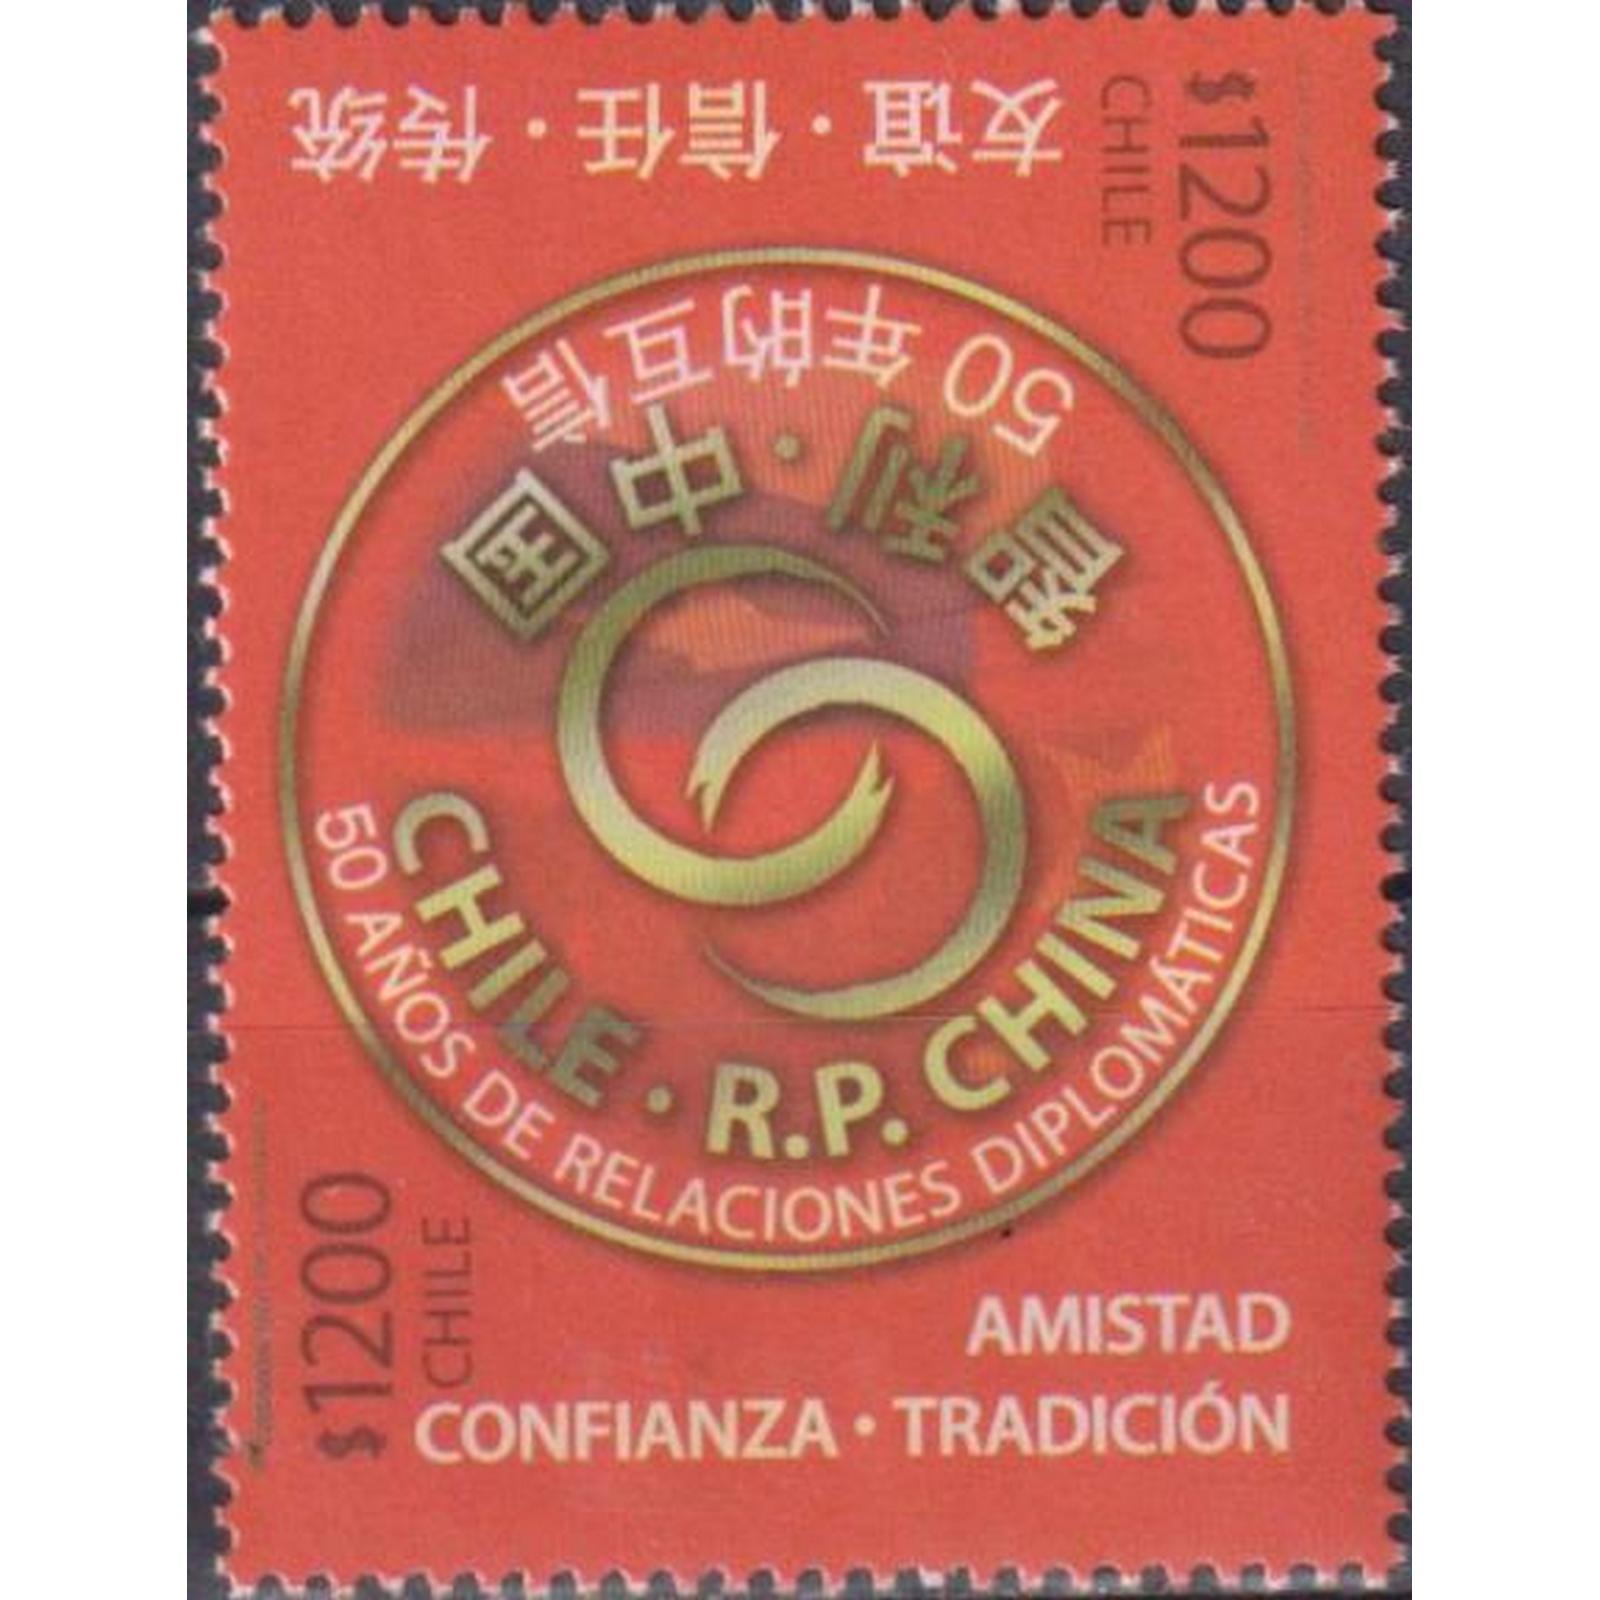 友谊·信任·传统
$1200
CHILE
50 年的互信
智利·中国
CHILE · R.P. CHINA
50 AÑOS DE RELACIONES DIPLOMÁTICAS
$1200
CHILE
AMISTAD
CONFIANZA · TRADICIÓN